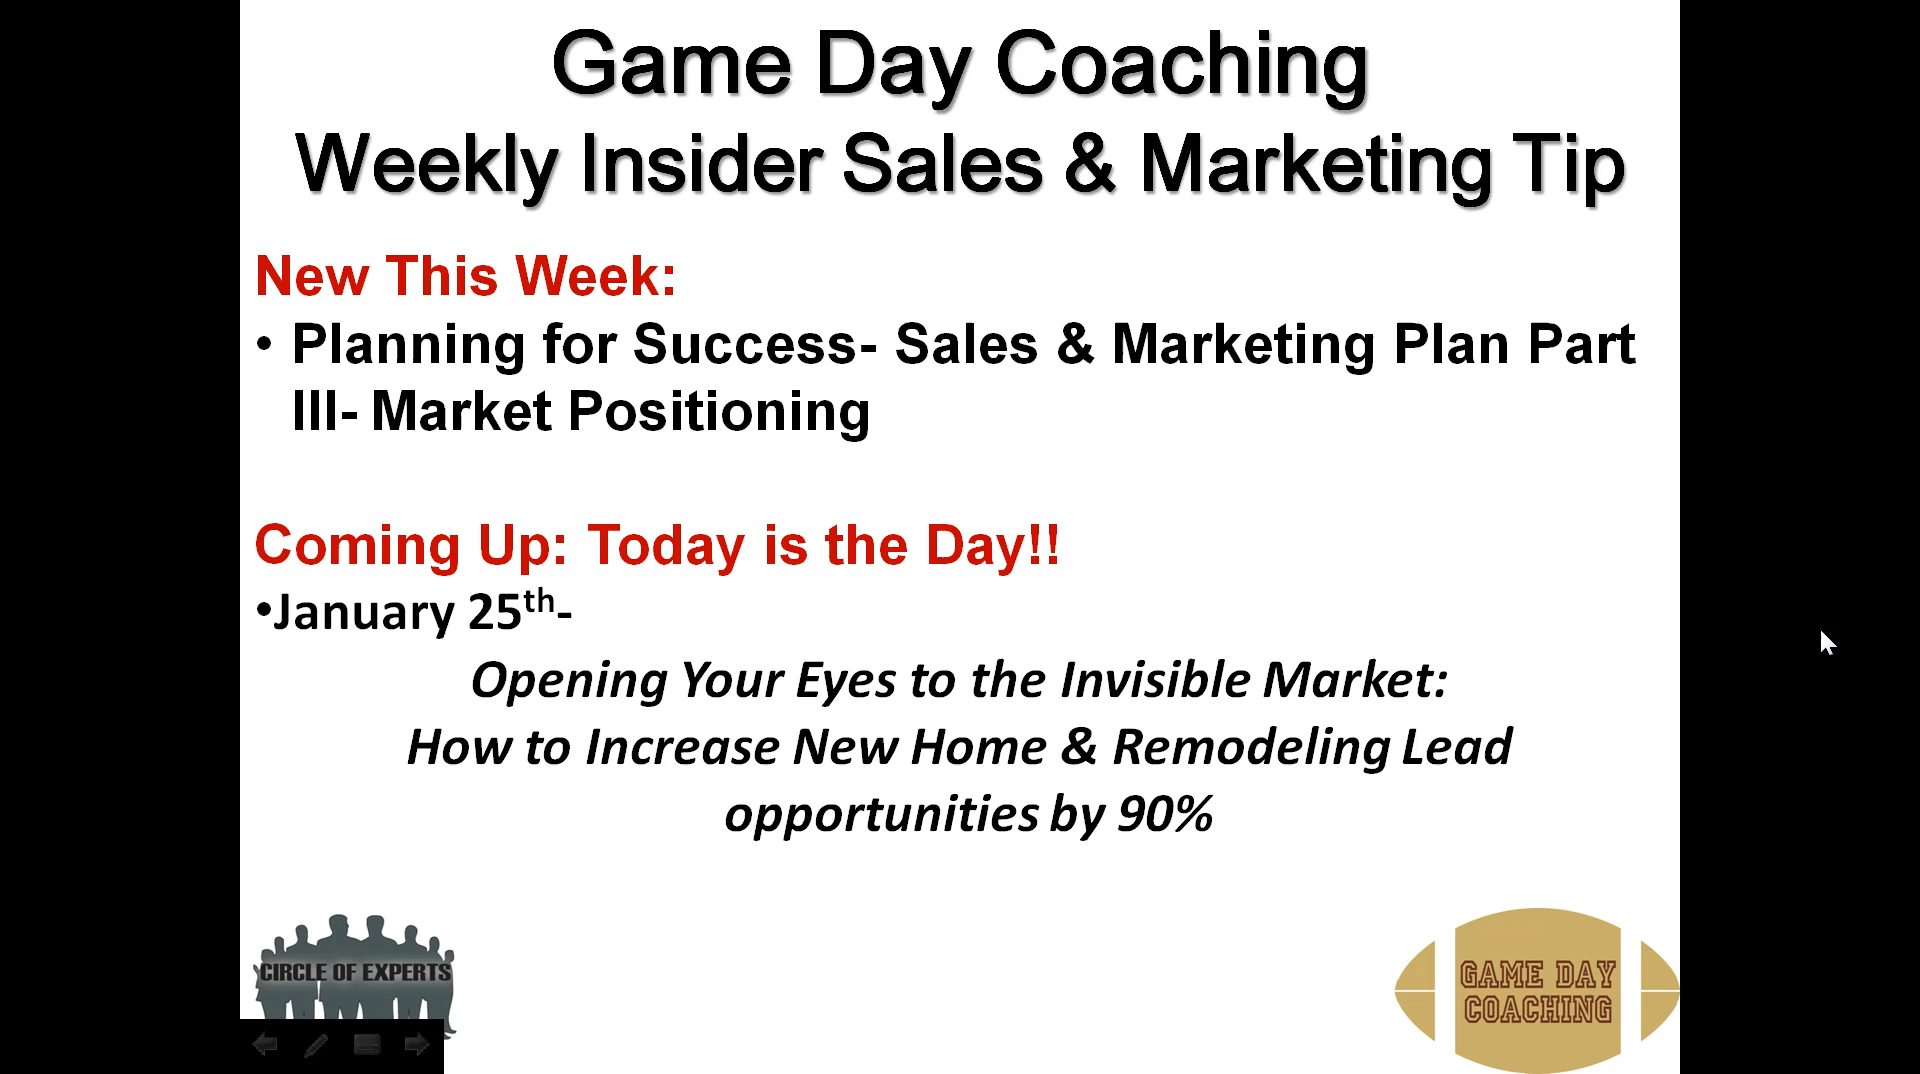 Game Day Coaching
Weekly Insider Sales & Marketing Tip
New This Week:
• Planning for Success- Sales & Marketing Plan Part
III- Market Positioning
Coming Up: Today is the Day!!
•January 25th-
Opening Your Eyes to the Invisible Market:
How to Increase New Home & Remodeling Lead
opportunities by 90%
CIRCLE OF EXPERTS
GAME DAY
COACHING